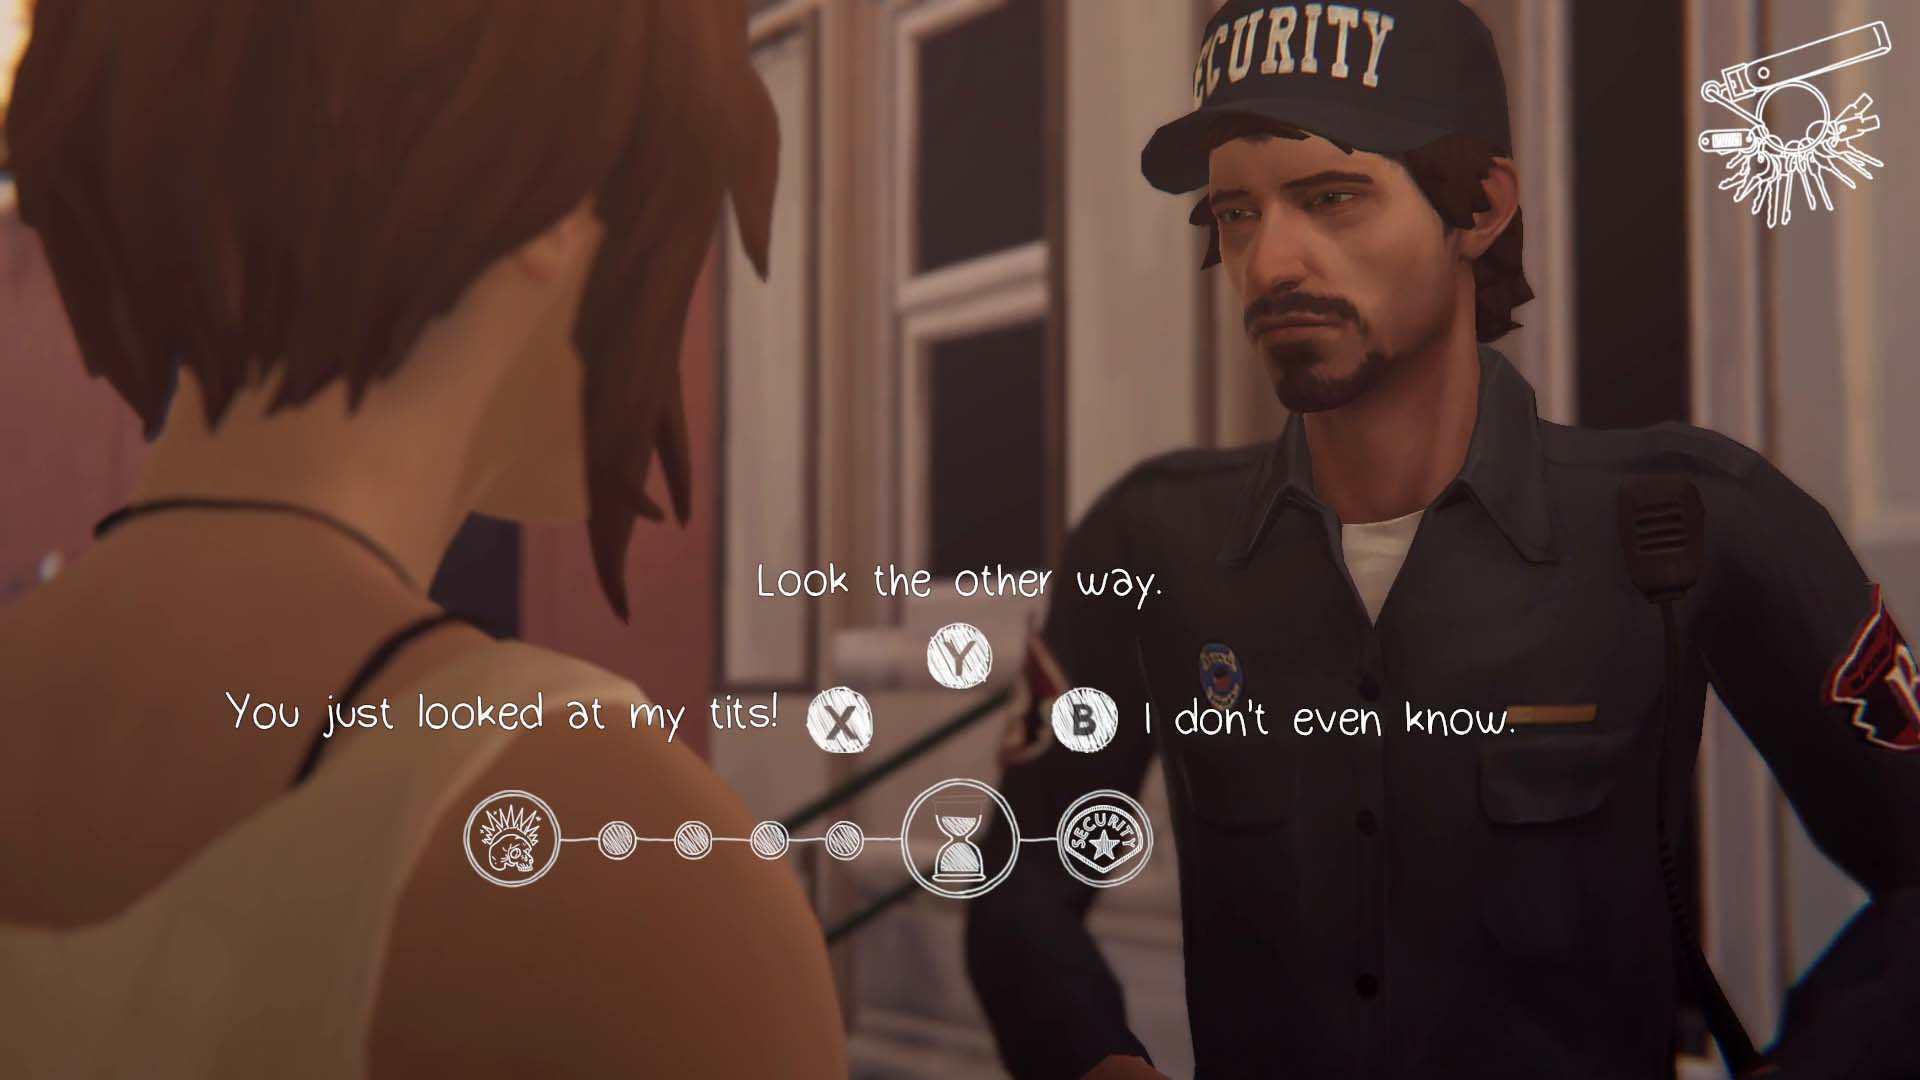 SECURITY
Look the other way.
Y
You just looked at my tits!
X
B
I don't even know.
SECURITY